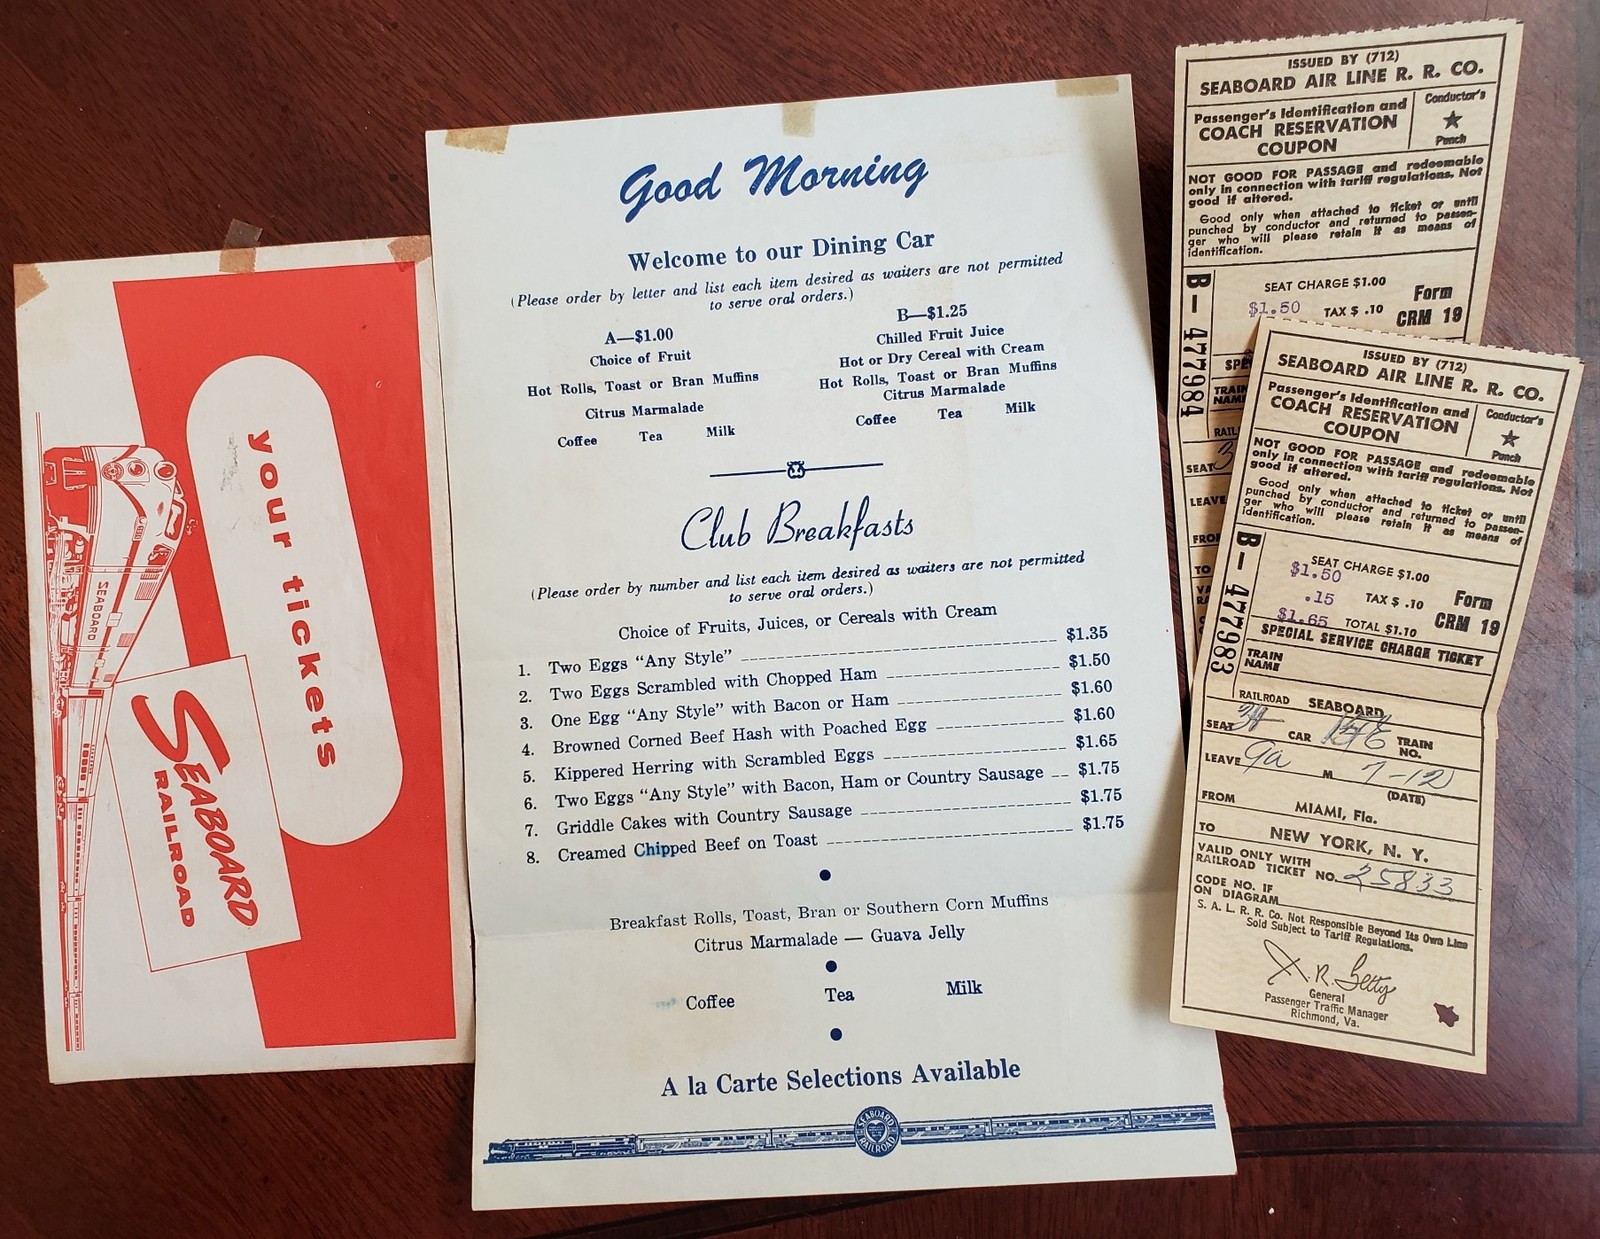 your tickets
SEABOARD
SEABOARD
RAILROAD
Good Morning
Welcome to our Dining Car
(Please order by letter and list each item desired as waiters are not permitted
to serve oral orders.)
A—$1.00
Choice of Fruit
Hot Rolls, Toast or Bran Muffins
Citrus Marmalade
Coffee Tea Milk
B—$1.25
Chilled Fruit Juice
Hot or Dry Cereal with Cream
Hot Rolls, Toast or Bran Muffins
Citrus Marmalade
Coffee Tea Milk
Club Breakfasts
(Please order by number and list each item desired as waiters are not permitted
to serve oral orders.)
Choice of Fruits, Juices, or Cereals with Cream
1. Two Eggs "Any Style" $1.35
2. Two Eggs Scrambled with Chopped Ham $1.50
3. One Egg "Any Style" with Bacon or Ham $1.60
4. Browned Corned Beef Hash with Poached Egg $1.60
5. Kippered Herring with Scrambled Eggs $1.65
6. Two Eggs "Any Style" with Bacon, Ham or Country Sausage $1.75
7. Griddle Cakes with Country Sausage $1.75
8. Creamed Chipped Beef on Toast $1.75
Breakfast Rolls, Toast, Bran or Southern Corn Muffins
Citrus Marmalade — Guava Jelly
Coffee Tea Milk
A la Carte Selections Available
SEABOARD
RAILROAD
ISSUED BY (712)
SEABOARD AIR LINE R. R. CO.
Passenger's Identification and
COACH RESERVATION
COUPON
Conductor's
Punch
NOT GOOD FOR PASSAGE and redeemable
only in connection with tariff regulations. Not
good if altered.
Good only when attached to ticket or until
punched by conductor and returned to passen-
ger who will please retain it as means of
identification.
B—477984
SEAT CHARGE $1.00
$1.50 TAX $ .10
Form
CRM 19
SPE
TRAIN
NAME
RAIL
SEAT 3
LEAVE
FROM
TO
ISSUED BY (712)
SEABOARD AIR LINE R. R. CO.
Passenger's Identification and
COACH RESERVATION
COUPON
Conductor's
Punch
NOT GOOD FOR PASSAGE and redeemable
only in connection with tariff regulations. Not
good if altered.
Good only when attached to ticket or until
punched by conductor and returned to passen-
ger who will please retain it as means of
identification.
B—477983
SEAT CHARGE $1.00
$1.50
.15 TAX $ .10
$1.65 TOTAL $1.10
Form
CRM 19
SPECIAL SERVICE CHARGE TICKET
TRAIN
NAME
RAILROAD SEABOARD
SEAT CAR TRAIN
NO.
LEAVE 9a M 7-12
(DATE)
FROM MIAMI, Fla.
TO NEW YORK, N. Y.
VALID ONLY WITH
RAILROAD TICKET NO. 25833
CODE NO. IF
ON DIAGRAM
S. A. L. R. R. Co. Not Responsible Beyond Its Own Line
Sold Subject to Tariff Regulations.
General
Passenger Traffic Manager
Richmond, Va.